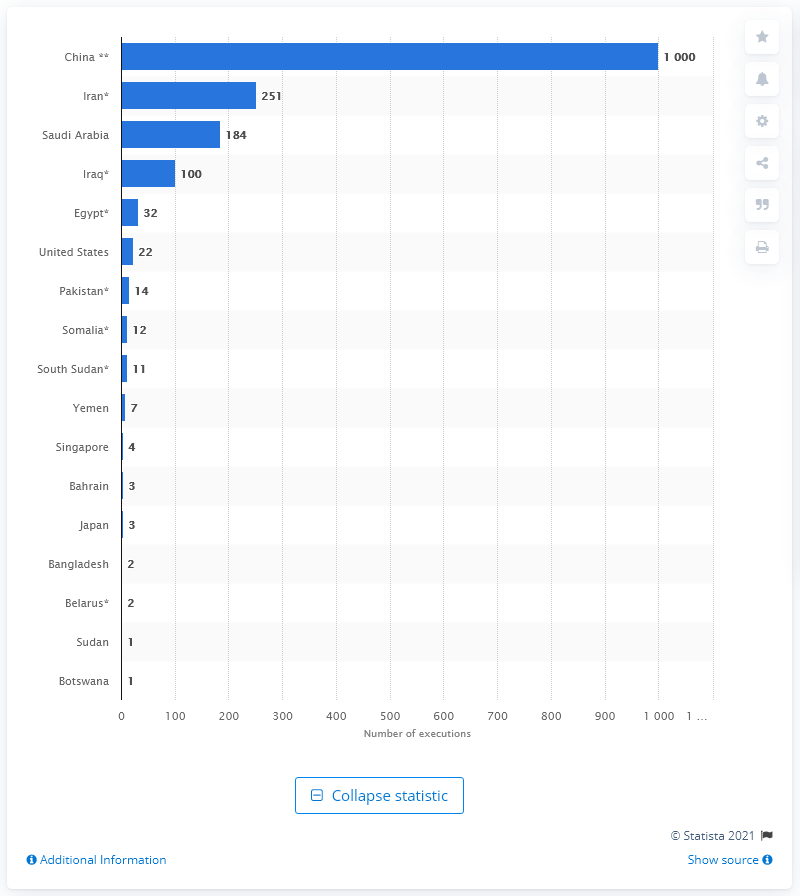 China ** 1 000
Iran* 251
Saudi Arabia 184
Iraq* 100
Egypt* 32
United States 22
Pakistan* 14
Somalia* 12
South Sudan* 11
Yemen 7
Singapore 4
Bahrain 3
Japan 3
Bangladesh 2
Belarus* 2
Sudan 1
Botswana 1
0 100 200 300 400 500 600 700 800 900 1 000 1 ...
Number of executions
Collapse statistic
© Statista 2021
Additional Information
Show source